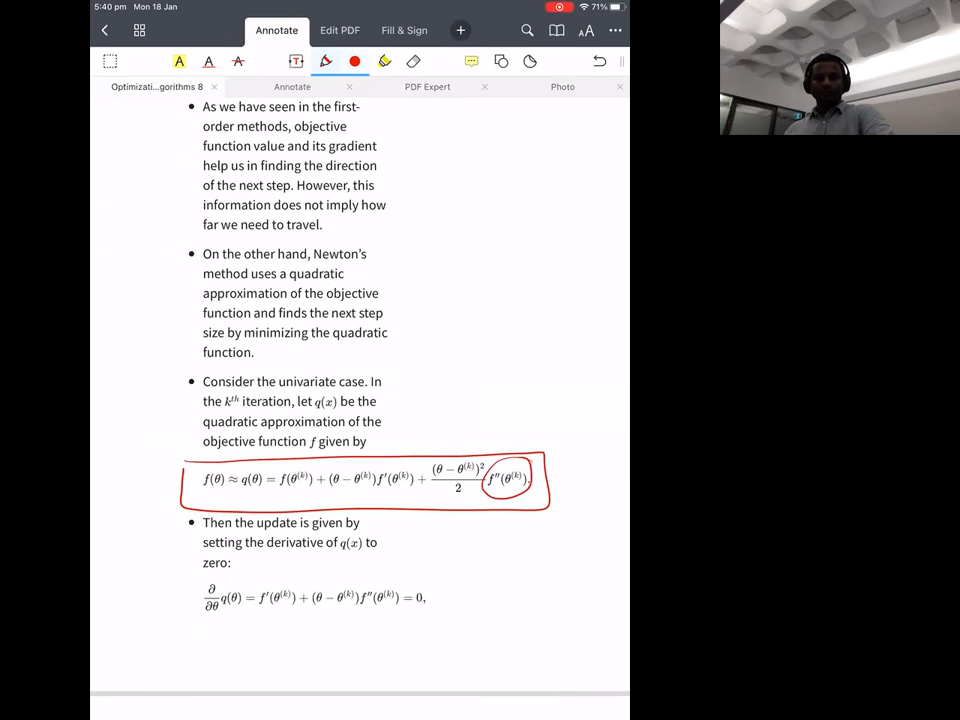 5:40 pm Mon 18 Jan
71%
Annotate Edit PDF Fill & Sign
Optimizati...gorithms 8 Annotate PDF Expert Photo
• As we have seen in the first-
order methods, objective
function value and its gradient
help us in finding the direction
of the next step. However, this
information does not imply how
far we need to travel.
• On the other hand, Newton's
method uses a quadratic
approximation of the objective
function and finds the next step
size by minimizing the quadratic
function.
• Consider the univariate case. In
the kᵗʰ iteration, let q(x) be the
quadratic approximation of the
objective function f given by
f(θ) ≈ q(θ) = f(θ⁽ᵏ⁾) + (θ − θ⁽ᵏ⁾)f′(θ⁽ᵏ⁾) + (θ − θ⁽ᵏ⁾)²/2 f″(θ⁽ᵏ⁾).
• Then the update is given by
setting the derivative of q(x) to
zero:
∂/∂θ q(θ) = f′(θ⁽ᵏ⁾) + (θ − θ⁽ᵏ⁾)f″(θ⁽ᵏ⁾) = 0,